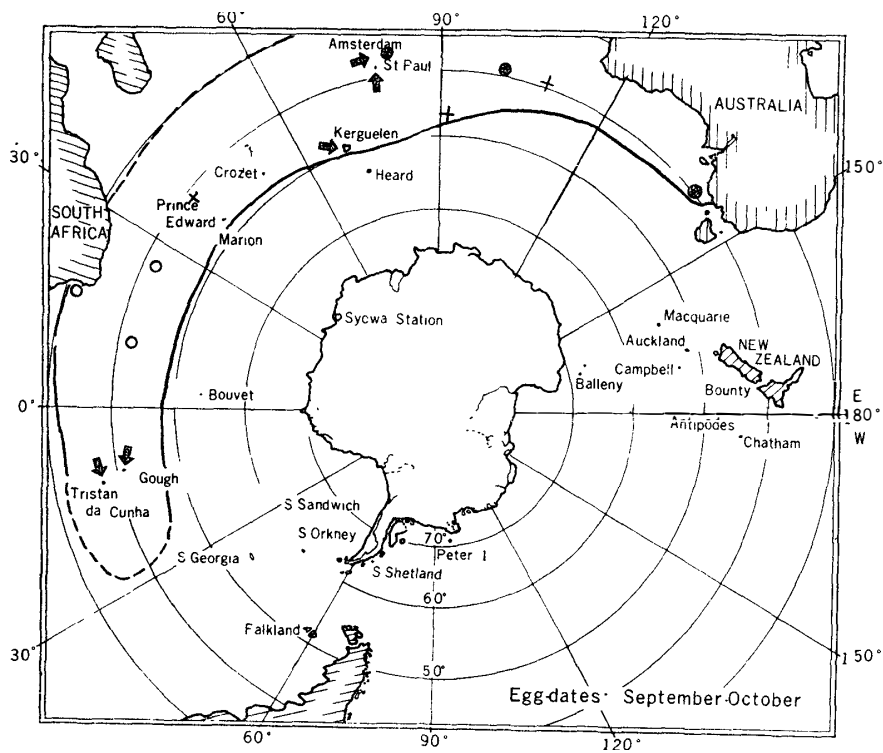 60°
90°
120°
Amsterdam
St Paul
AUSTRALIA
Kerguelen
30°
150°
Crozet
Heard
Prince
Edward
SOUTH
AFRICA
Marion
Macquarie
Sycwa Station
Auckland
NEW
ZEALAND
Campbell
Balleny
Bounty
Bouvet
0°
E
180°
W
Antipodes
Chatham
Gough
Tristan
da Cunha
S Sandwich
S Orkney
70°
Peter I
S Georgia
S Shetland
60°
Falkland
30°
150°
50°
Egg-dates· September-October
60°
90°
120°